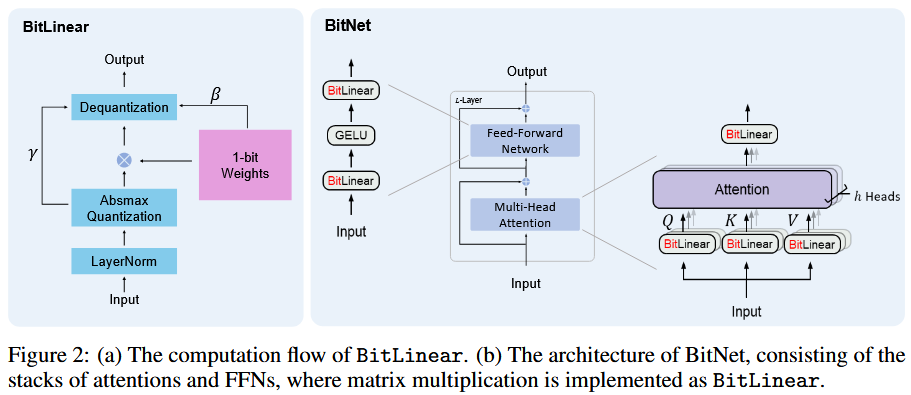 BitLinear
Output
Dequantization
β
γ
1-bit
Weights
Absmax
Quantization
LayerNorm
Input
BitNet
BitLinear
GELU
BitLinear
Input
Output
L-Layer
Feed-Forward
Network
Multi-Head
Attention
Input
BitLinear
Attention
h Heads
Q K V
BitLinear BitLinear BitLinear
Input
Figure 2: (a) The computation flow of BitLinear. (b) The architecture of BitNet, consisting of the
stacks of attentions and FFNs, where matrix multiplication is implemented as BitLinear.